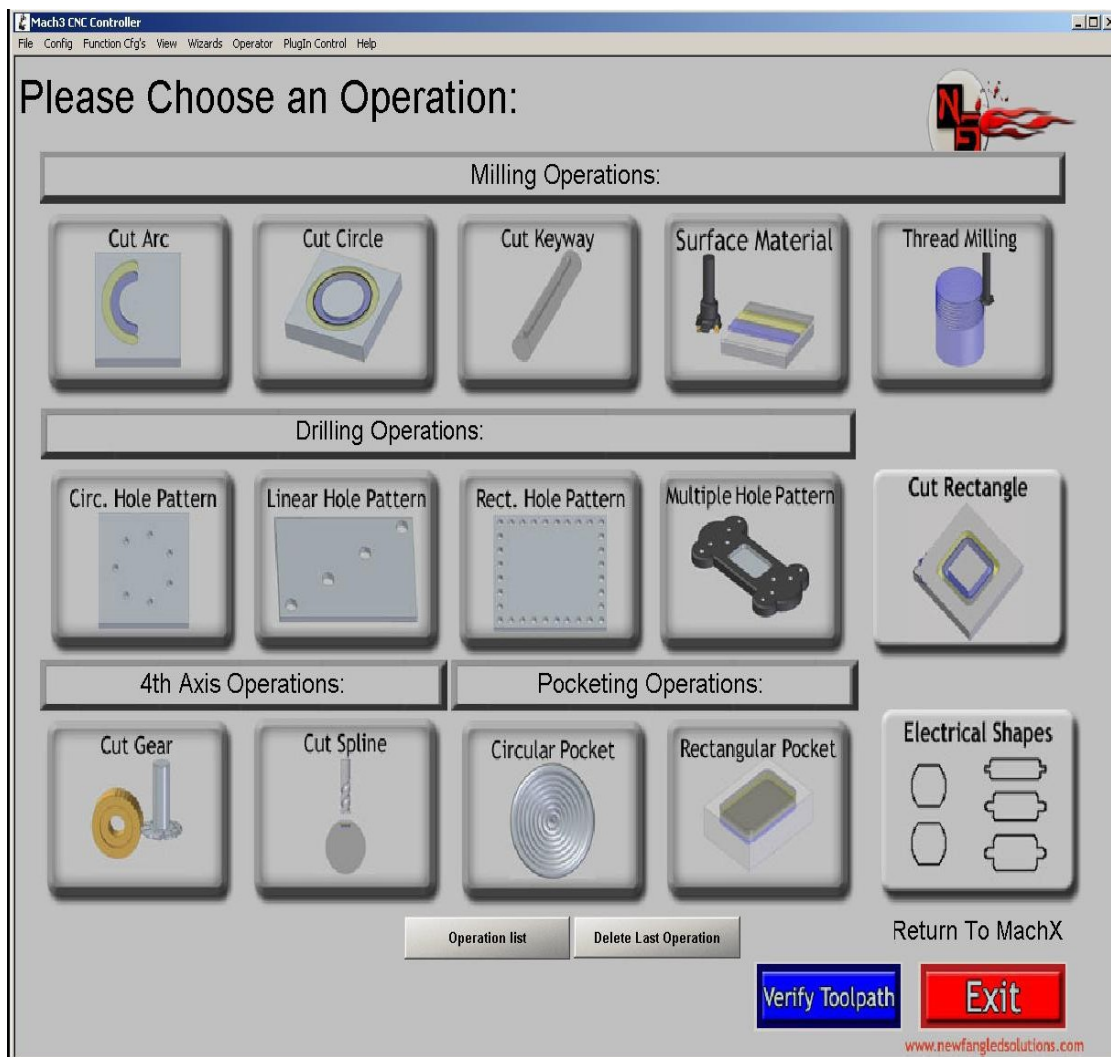 Mach3 CNC Controller
File Config Function Cfg's View Wizards Operator PlugIn Control Help
Please Choose an Operation:
Milling Operations:
Cut Arc
Cut Circle
Cut Keyway
Surface Material
Thread Milling
Drilling Operations:
Circ. Hole Pattern
Linear Hole Pattern
Rect. Hole Pattern
Multiple Hole Pattern
Cut Rectangle
4th Axis Operations:
Pocketing Operations:
Cut Gear
Cut Spline
Circular Pocket
Rectangular Pocket
Electrical Shapes
Operation list
Delete Last Operation
Return To MachX
Verify Toolpath
Exit
www.newfangledsolutions.com